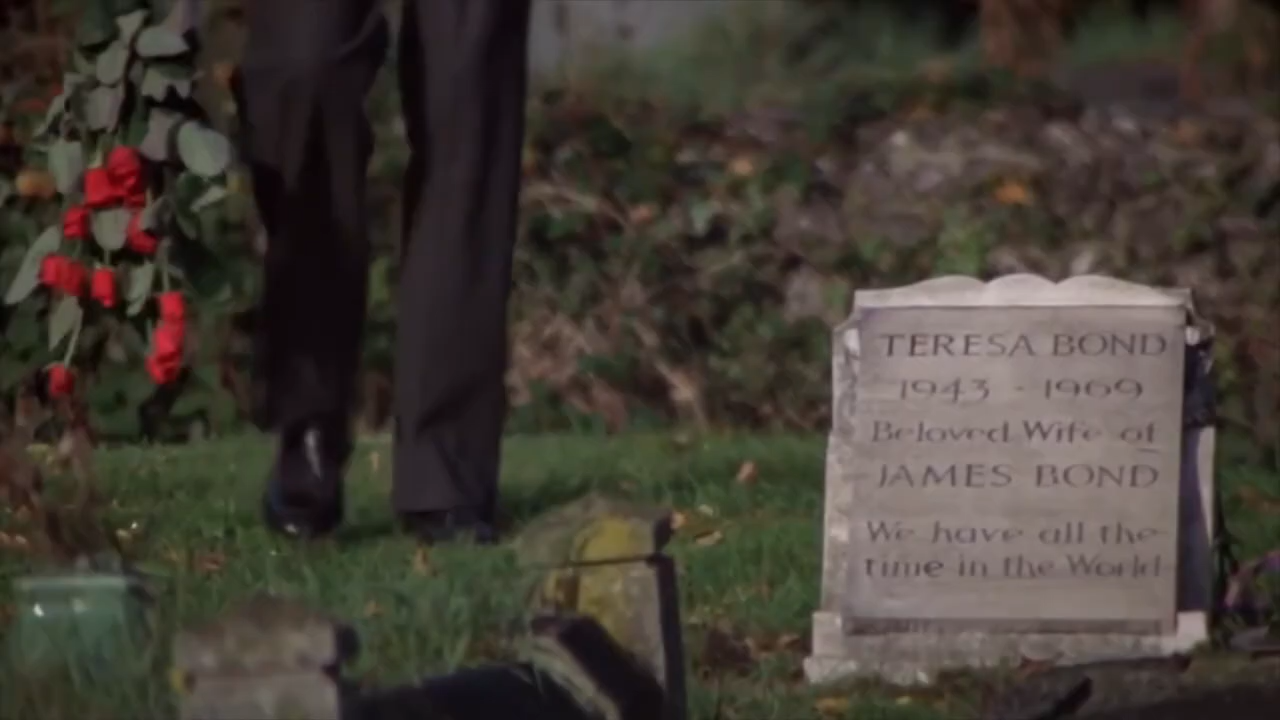 TERESA BOND
1943 - 1969
Beloved Wife of
JAMES BOND
We have all the
time in the World